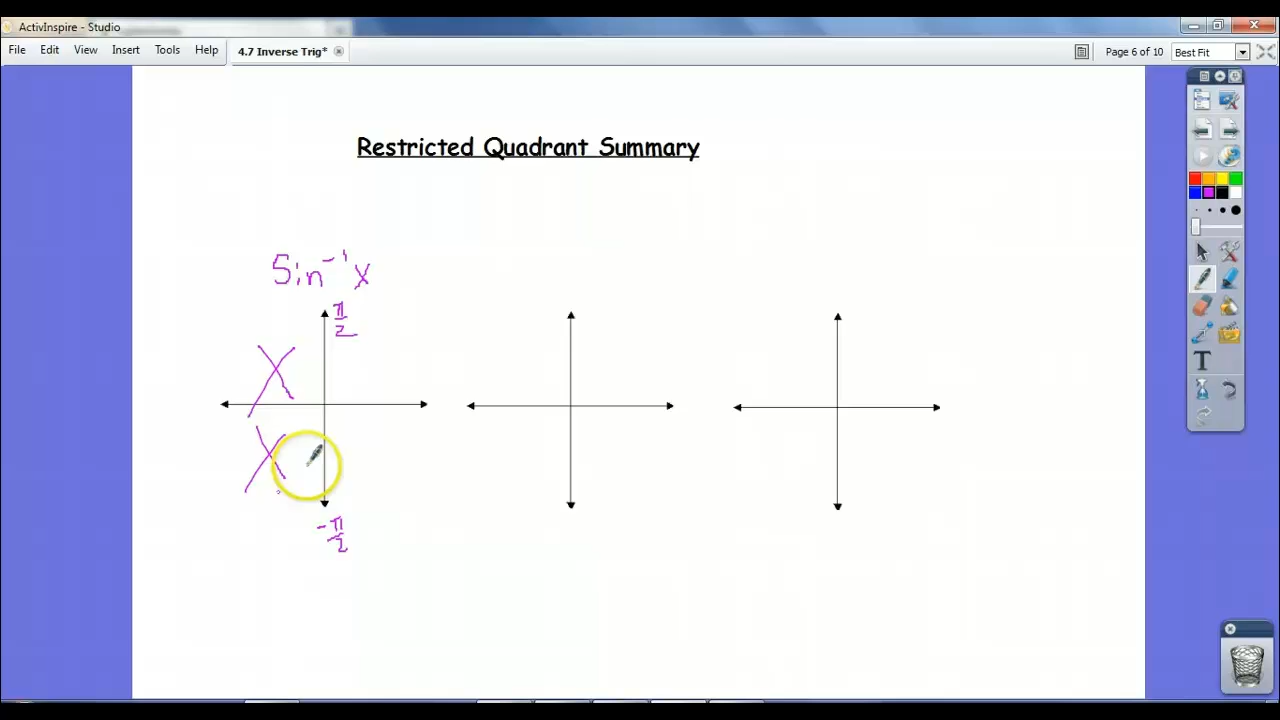 ActivInspire - Studio
File Edit View Insert Tools Help 4.7 Inverse Trig* Page 6 of 10 Best Fit
Restricted Quadrant Summary
Sin⁻¹x
π/2
-π/2
T